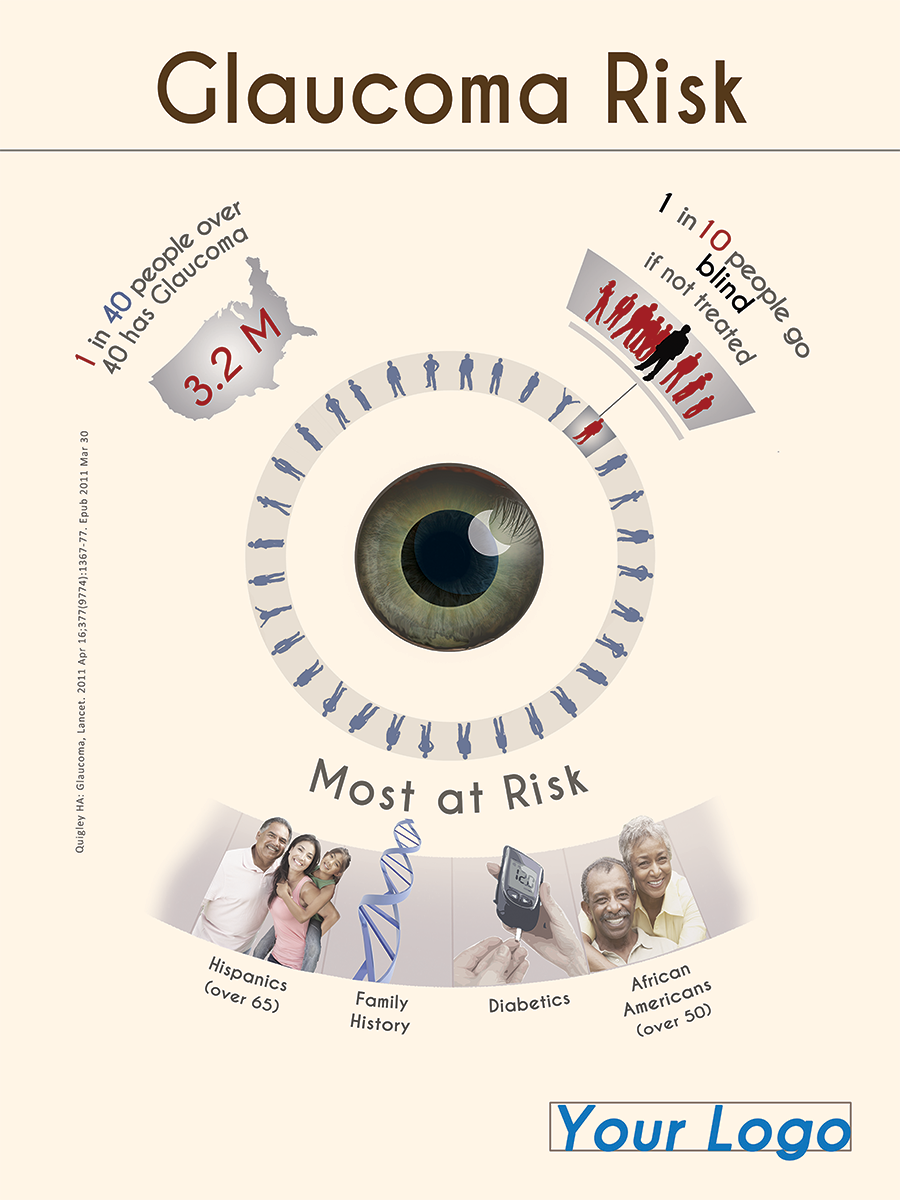 Glaucoma Risk
1 in 40 people over
40 has Glaucoma
3.2 M
1 in 10 people go
blind
if not treated
Quigley HA: Glaucoma, Lancet. 2011 Apr 16;377(9774):1367-77. Epub 2011 Mar 30
Most at Risk
120
Hispanics
(over 65)
Family
History
Diabetics
African
Americans
(over 50)
Your Logo